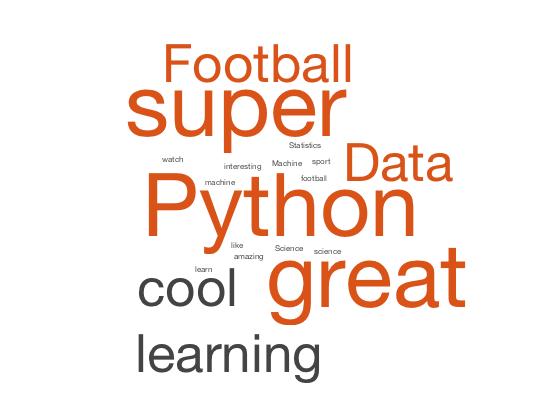 Football
super
Statistics
watch interesting Machine sport Data
machine football
Python
like Science science
amazing
learn
cool great
learning